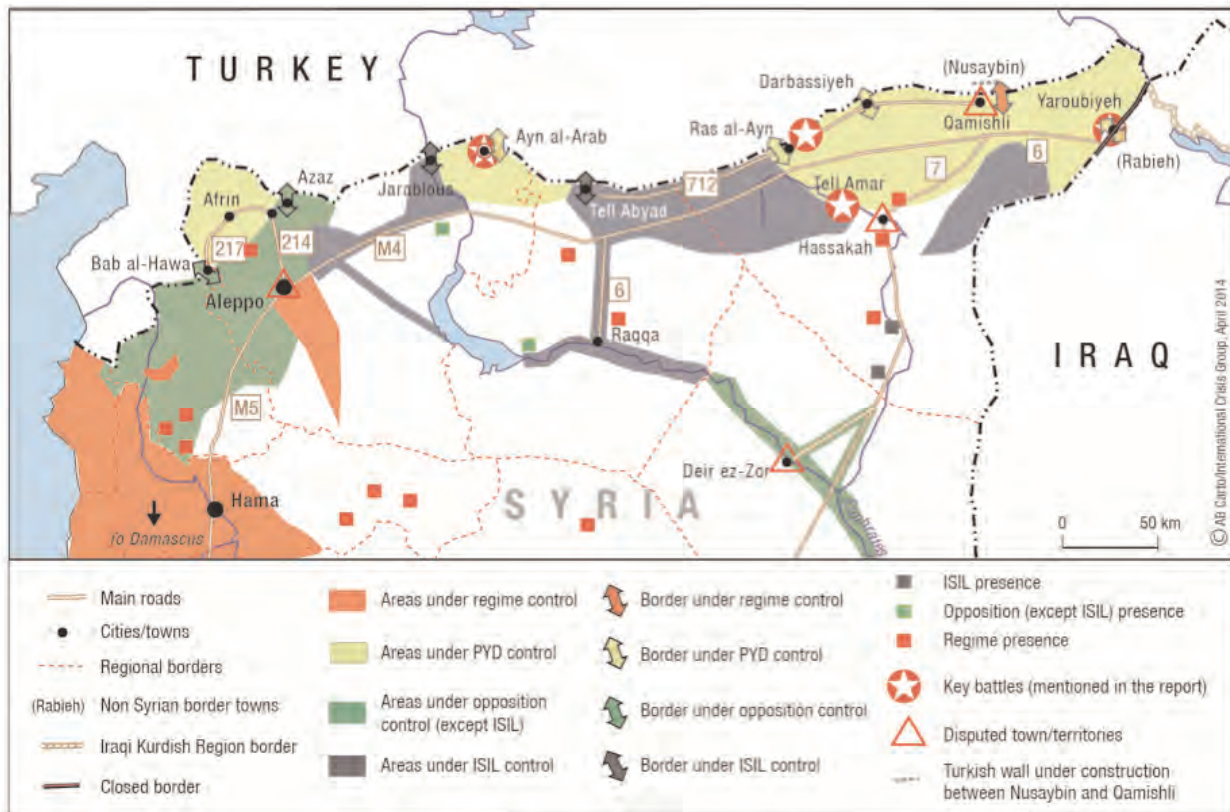 TURKEY
(Nusaybin)
Darbassiyeh
Yaroubiyeh
Qamishli
Ayn al-Arab
Ras al-Ayn
(Rabieh)
Azaz
Jarablous
712
7
6
Afrin
Tell Abyad
Tell Amar
217
214
M4
Hassakah
Bab al-Hawa
Aleppo
6
Raqqa
IRAQ
M5
Deir ez-Zor
SYRIA
Hama
Euphrates
to Damascus
0 50 km
© AB Carto/International Crisis Group, April 2014
Main roads
Cities/towns
Regional borders
(Rabieh) Non Syrian border towns
Iraqi Kurdish Region border
Closed border
Areas under regime control
Areas under PYD control
Areas under opposition
control (except ISIL)
Areas under ISIL control
Border under regime control
Border under PYD control
Border under opposition control
Border under ISIL control
ISIL presence
Opposition (except ISIL) presence
Regime presence
Key battles (mentioned in the report)
Disputed town/territories
Turkish wall under construction
between Nusaybin and Qamishli